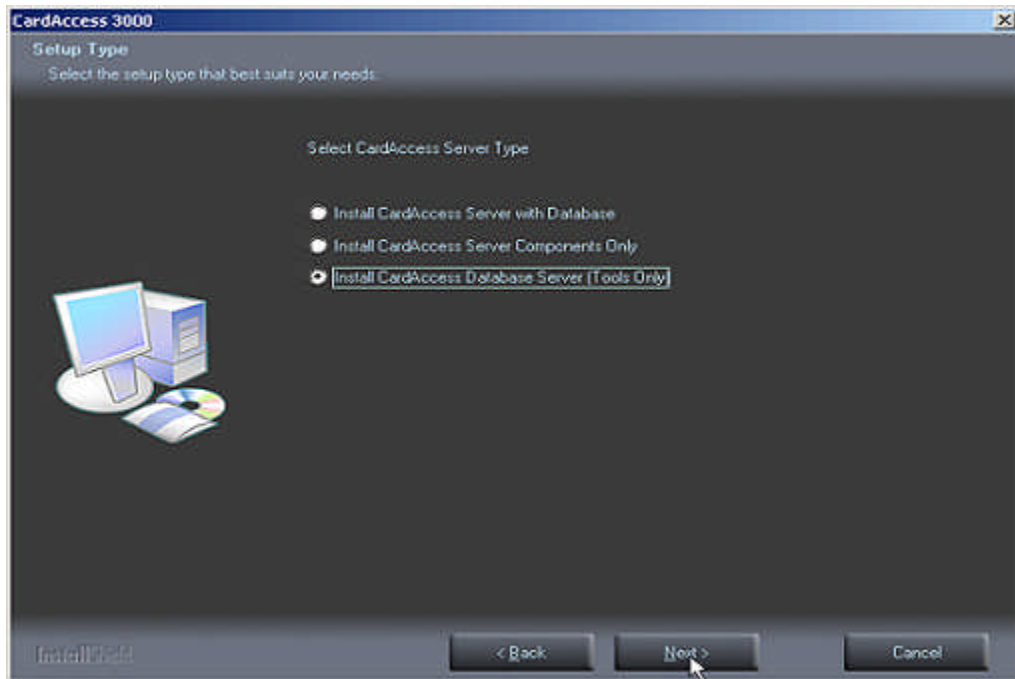 CardAccess 3000
Setup Type
Select the setup type that best suits your needs.
Select CardAccess Server Type
Install CardAccess Server with Database
Install CardAccess Server Components Only
Install CardAccess Database Server (Tools Only)
InstallShield
< Back
Next >
Cancel